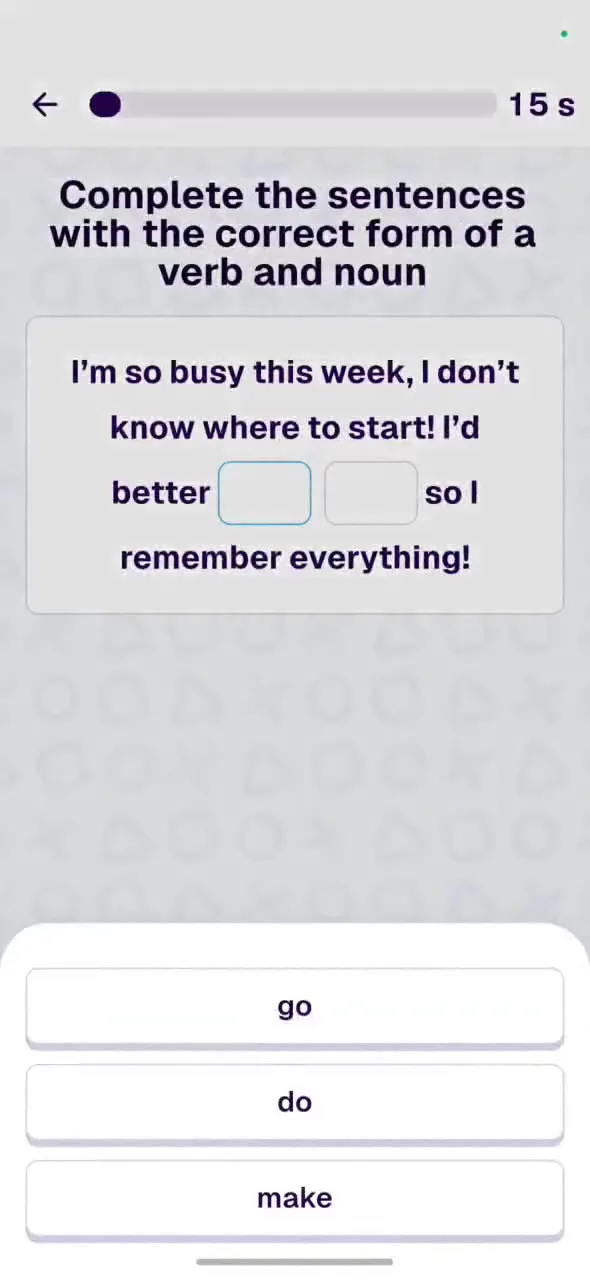 15 s
Complete the sentences
with the correct form of a
verb and noun
I'm so busy this week, I don't
know where to start! I'd
better so I
remember everything!
go
do
make